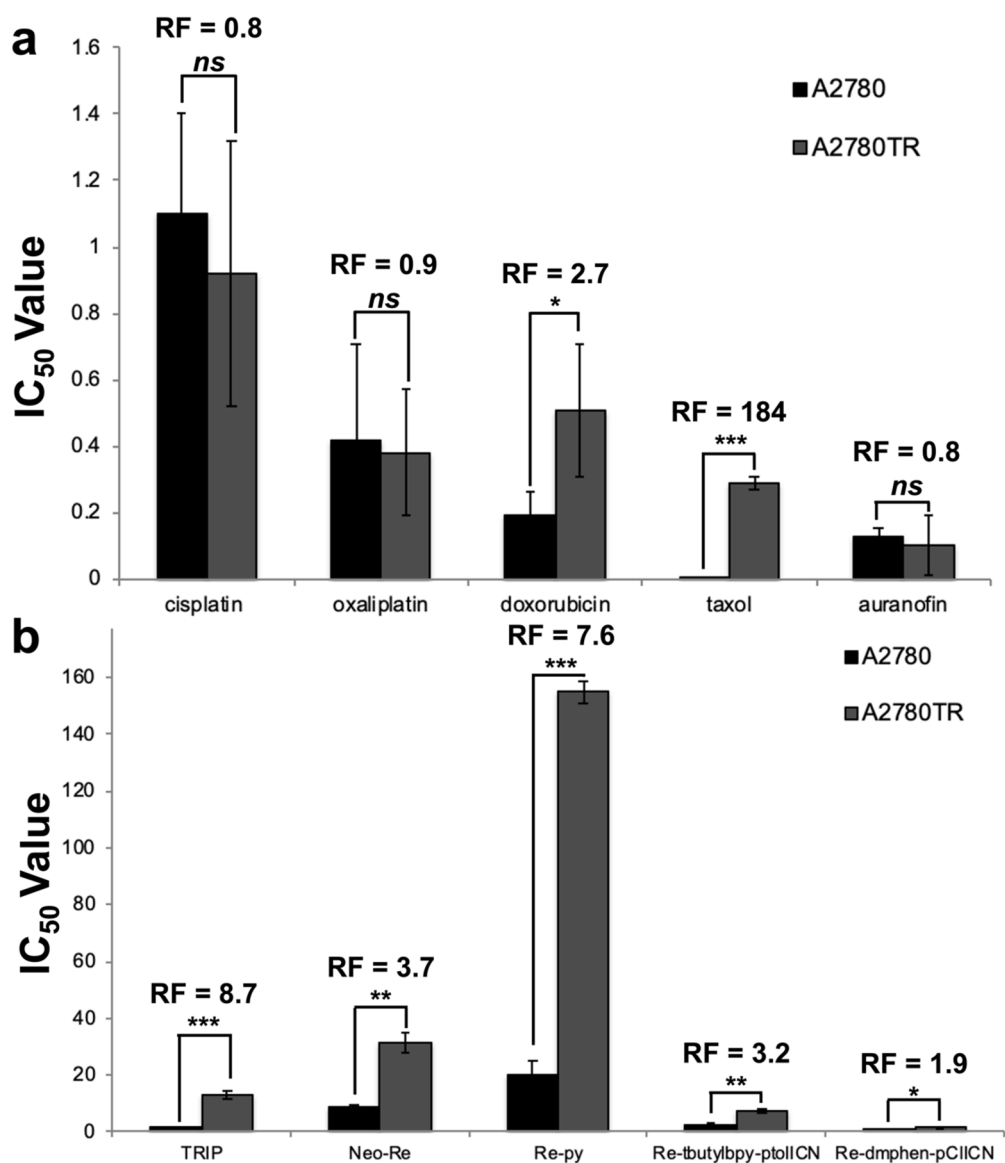 a
RF = 0.8
ns
RF = 0.9
ns
RF = 2.7
*
RF = 184
***
RF = 0.8
ns
A2780
A2780TR
IC50 Value
1.6
1.4
1.2
1
0.8
0.6
0.4
0.2
0
cisplatin oxaliplatin doxorubicin taxol auranofin
b
RF = 8.7
***
RF = 3.7
**
RF = 7.6
***
RF = 3.2
**
RF = 1.9
*
A2780
A2780TR
IC50 Value
160
140
120
100
80
60
40
20
0
TRIP Neo-Re Re-py Re-tbutylbpy-ptolICN Re-dmphen-pClICN